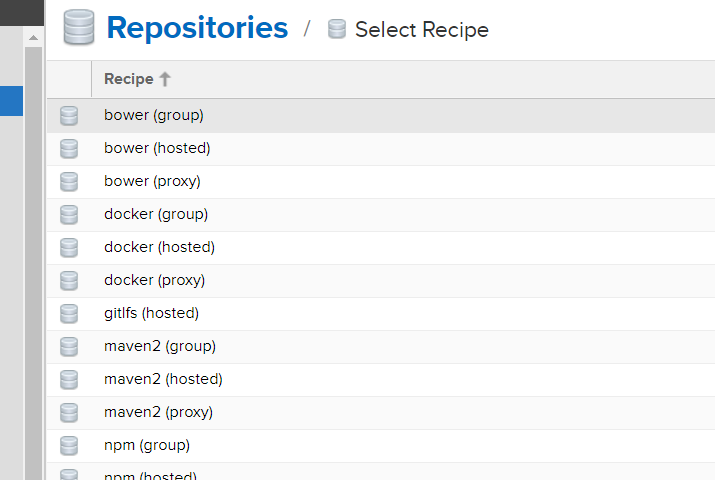 Repositories / Select Recipe
Recipe
bower (group)
bower (hosted)
bower (proxy)
docker (group)
docker (hosted)
docker (proxy)
gitlfs (hosted)
maven2 (group)
maven2 (hosted)
maven2 (proxy)
npm (group)
npm (hosted)